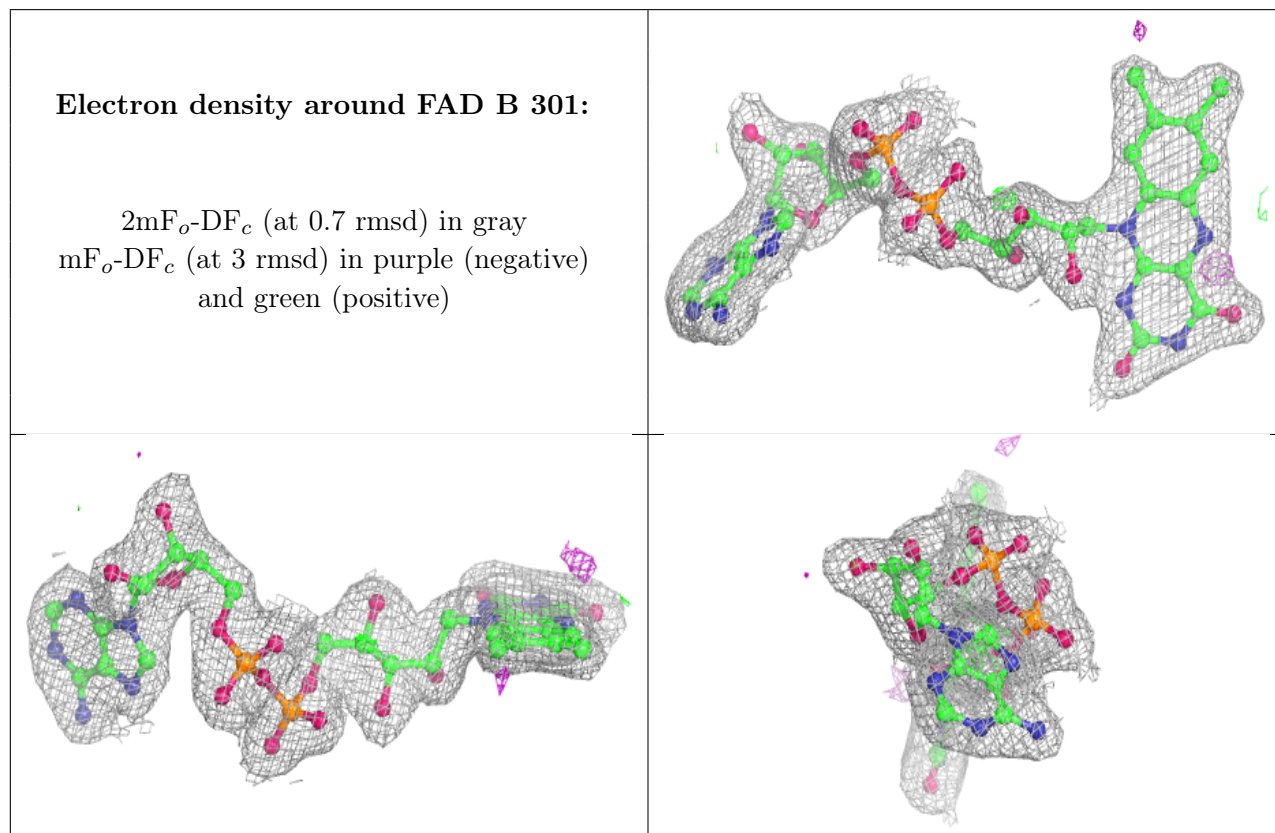 Electron density around FAD B 301:
2mFo-DFc (at 0.7 rmsd) in gray
mFo-DFc (at 3 rmsd) in purple (negative)
and green (positive)